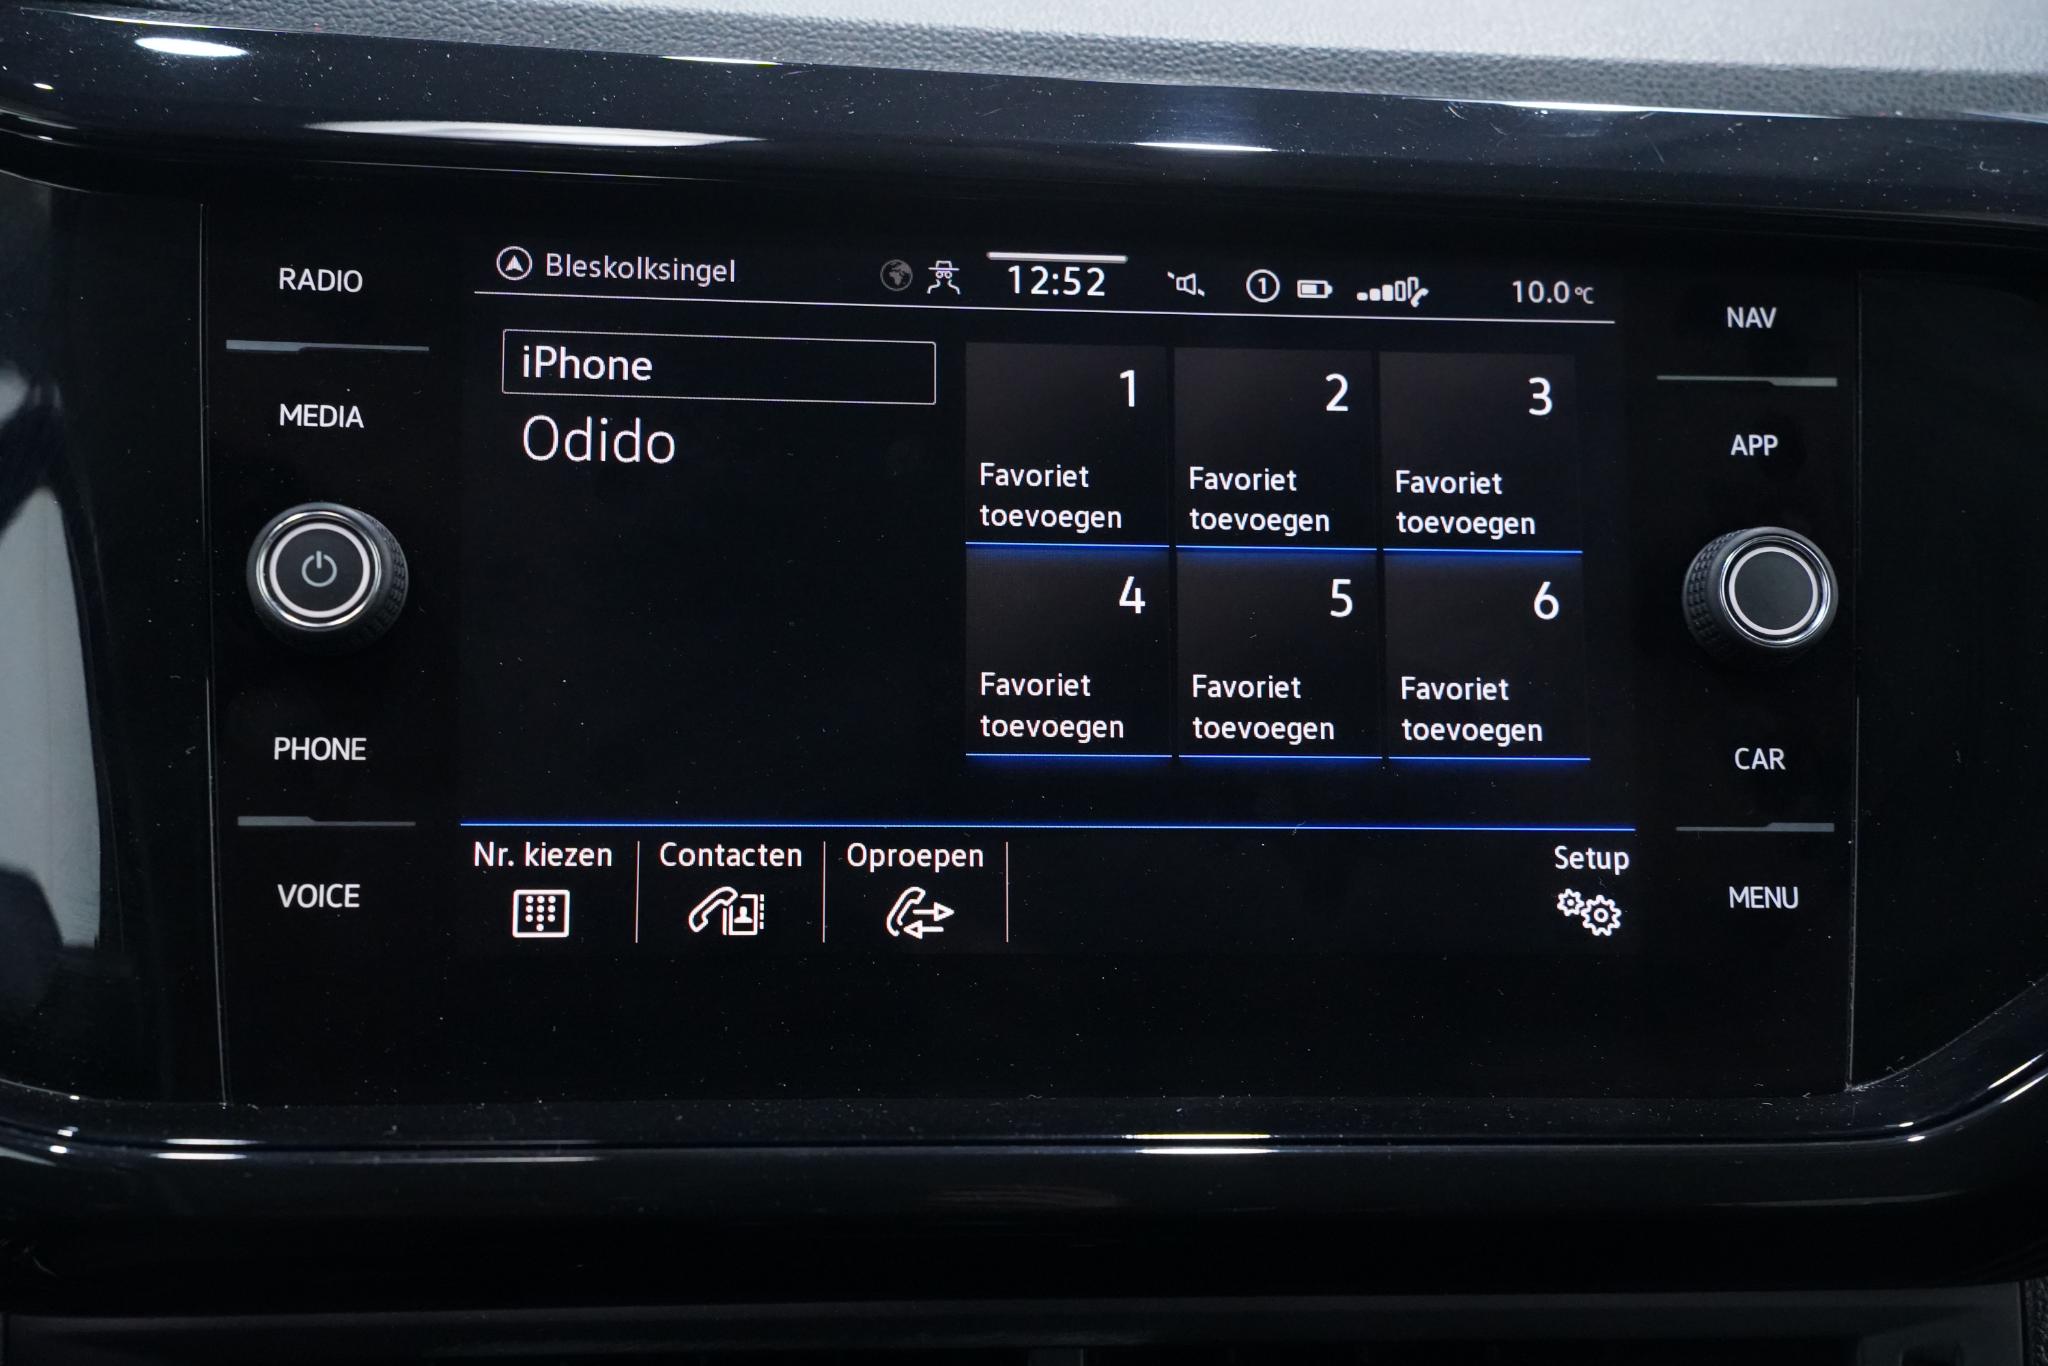 RADIO
MEDIA
PHONE
VOICE
Bleskolksingel
12:52
1
10.0°C
iPhone
Odido
1
Favoriet
toevoegen
2
Favoriet
toevoegen
3
Favoriet
toevoegen
4
Favoriet
toevoegen
5
Favoriet
toevoegen
6
Favoriet
toevoegen
Nr. kiezen
Contacten
Oproepen
Setup
NAV
APP
CAR
MENU